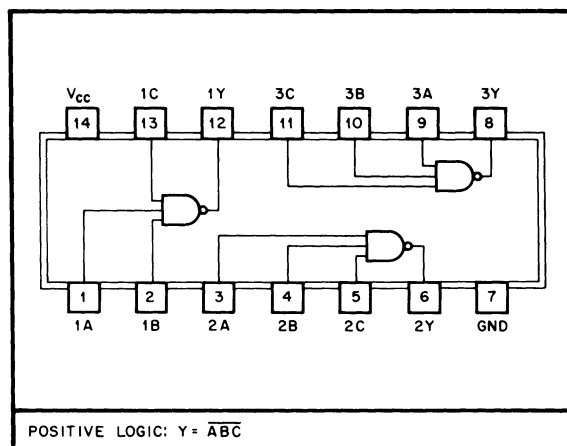 Vcc 1C 1Y 3C 3B 3A 3Y
14 13 12 11 10 9 8
1 2 3 4 5 6 7
1A 1B 2A 2B 2C 2Y GND
POSITIVE LOGIC: Y = A̅B̅C̅